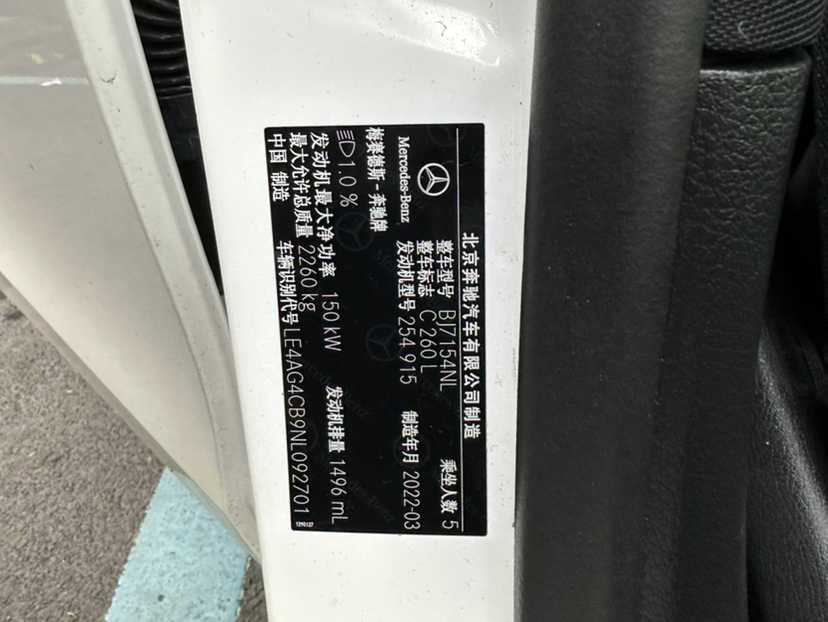 北京奔驰汽车有限公司制造
Mercedes-Benz
梅赛德斯-奔驰牌
整车型号 BJ7154NL 乘坐人数 5
整车标志 C 260 L
发动机型号 254 915 制造年月 2022-03
1.0 %
发动机最大净功率 150 kW 发动机排量 1496 mL
最大允许总质量 2260 kg
中国 制造 车辆识别代号 LE4AG4CB9NL092701
1290127